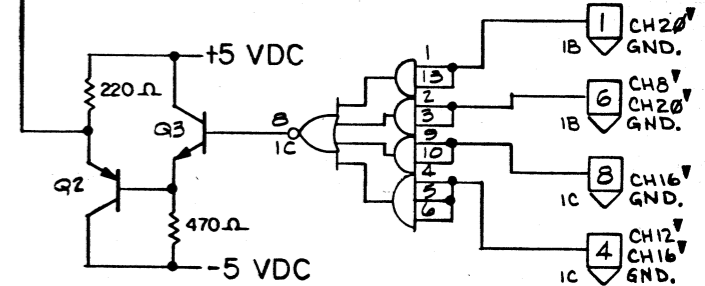 +5 VDC
220 Ω
Q3
Q2
470 Ω
-5 VDC
8
1C
1
13
2
3
9
10
4
5
6
1
1B
CH20▼
GND.
6
1B
CH8▼
CH20▼
GND.
8
1C
CH16▼
GND.
4
1C
CH12▼
CH16▼
GND.